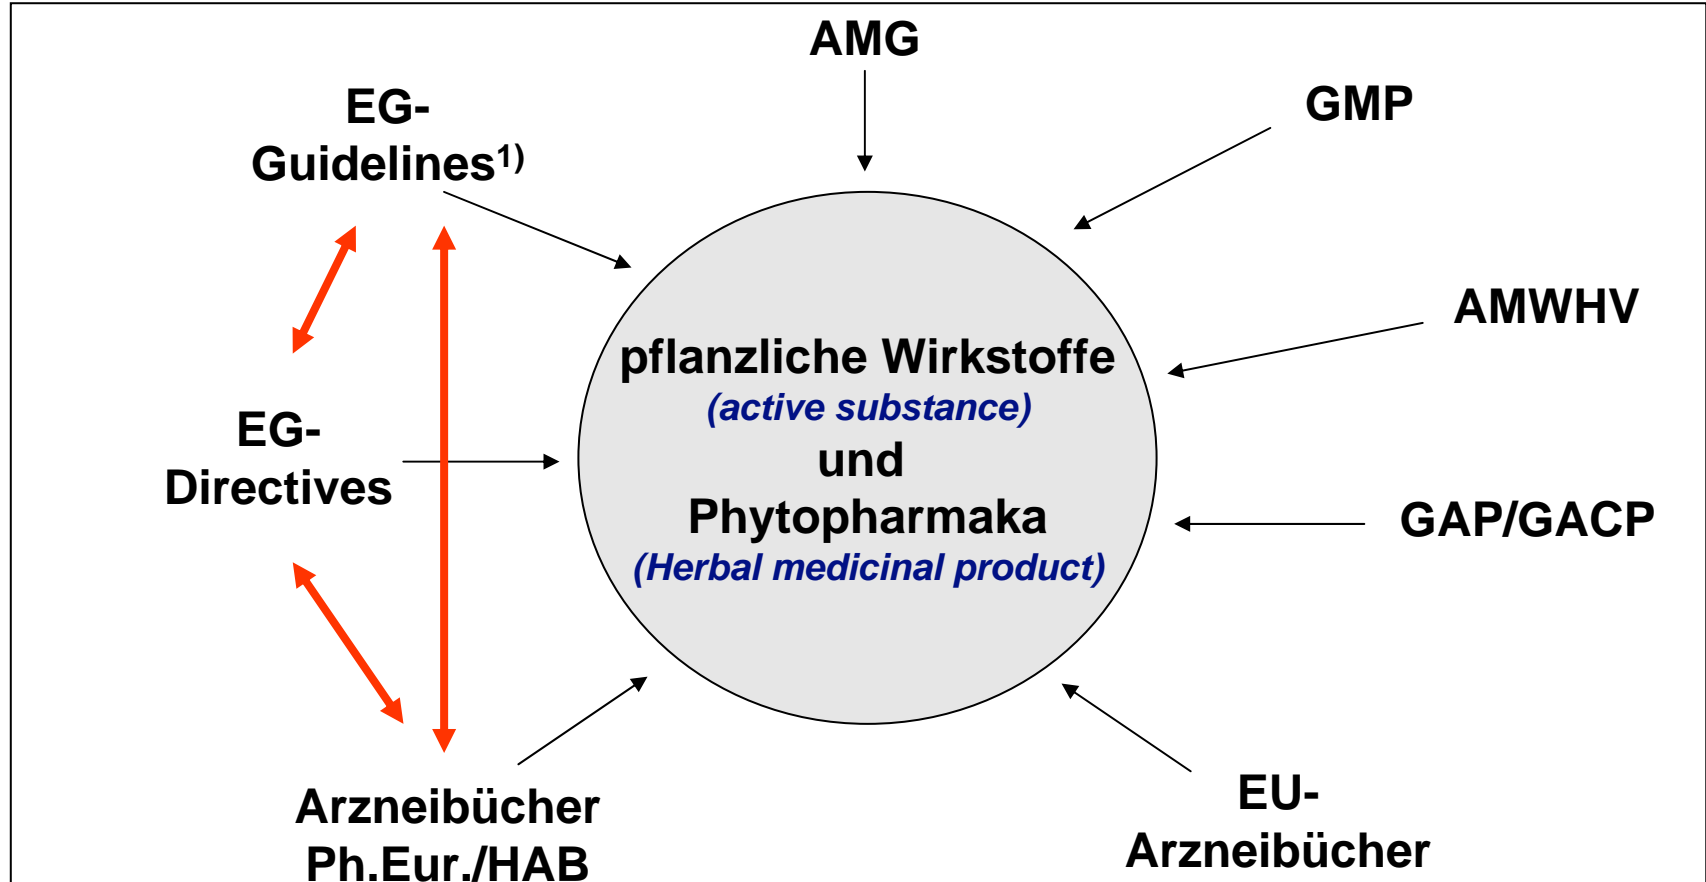 AMG
EG-
Guidelines¹⁾
GMP
AMWHV
pflanzliche Wirkstoffe
(active substance)
und
Phytopharmaka
(Herbal medicinal product)
EG-
Directives
GAP/GACP
Arzneibücher
Ph.Eur./HAB
EU-
Arzneibücher